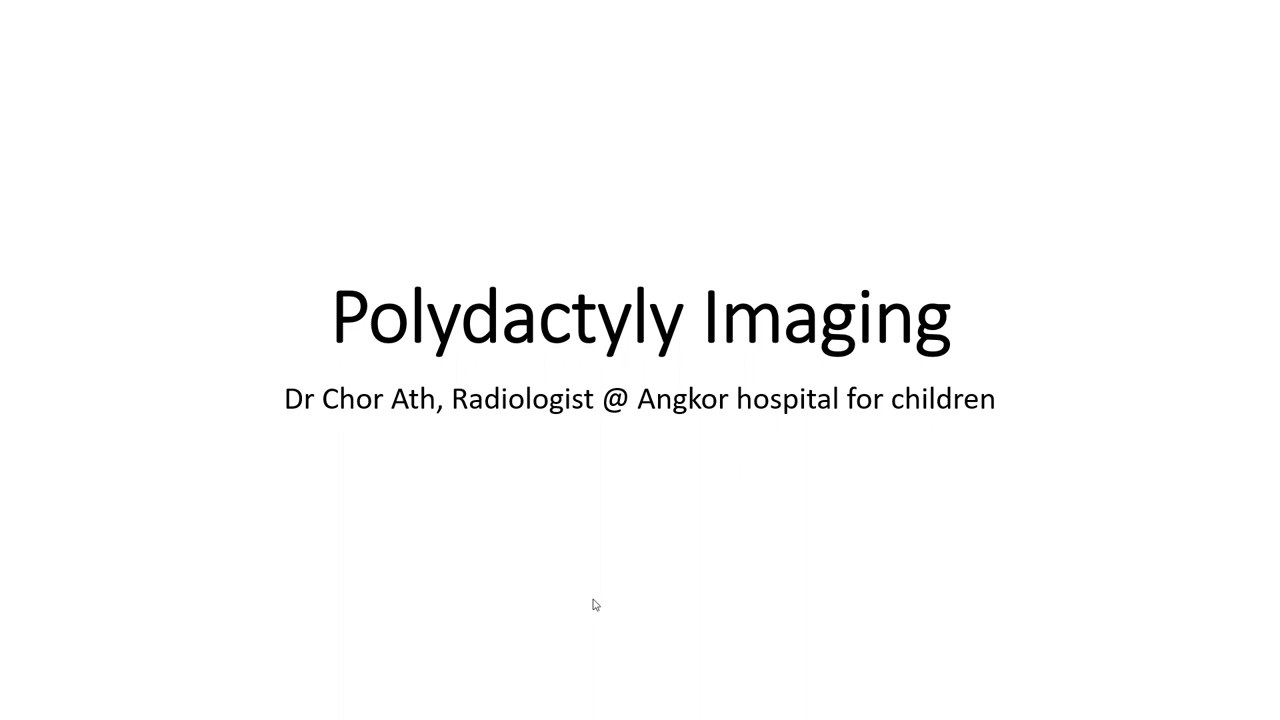 Polydactyly Imaging
Dr Chor Ath, Radiologist @ Angkor hospital for children